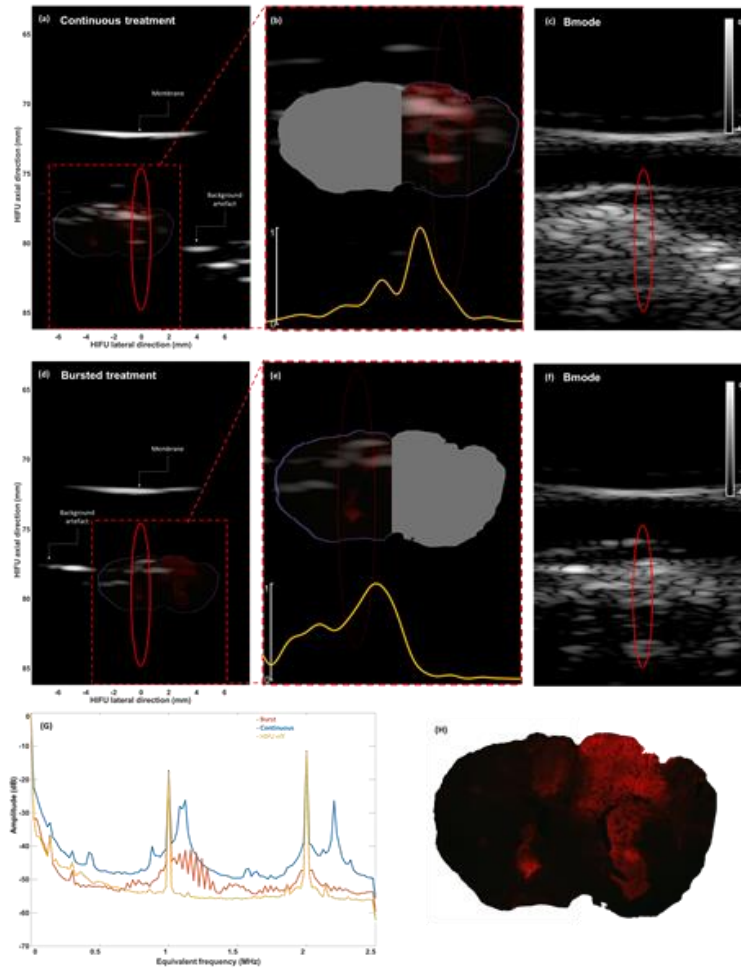 (a) Continuous treatment
(b)
(c) Bmode
65
70
75
80
85
HIFU axial direction (mm)
Membrane
Background
artefact
-6 -4 -2 0 2 4 6
HIFU lateral direction (mm)
1
(d) Bursted treatment
(e)
(f) Bmode
65
70
75
80
85
HIFU axial direction (mm)
Membrane
Background
artefact
-6 -4 -2 0 2 4 6
HIFU lateral direction (mm)
1
(G)
Burst
Continuous
HIFU off
0
-10
-20
-30
-40
-50
-60
-70
Amplitude (dB)
0 0.5 1 1.5 2 2.5
Equivalent frequency (MHz)
(H)